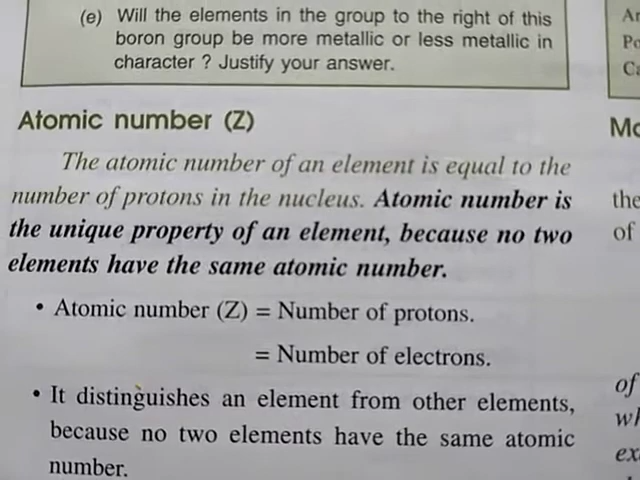 (e) Will the elements in the group to the right of this
boron group be more metallic or less metallic in
character ? Justify your answer.
Atomic number (Z)
The atomic number of an element is equal to the
number of protons in the nucleus. Atomic number is
the unique property of an element, because no two
elements have the same atomic number.
• Atomic number (Z) = Number of protons.
= Number of electrons.
• It distinguishes an element from other elements,
because no two elements have the same atomic
number.
the
of
of